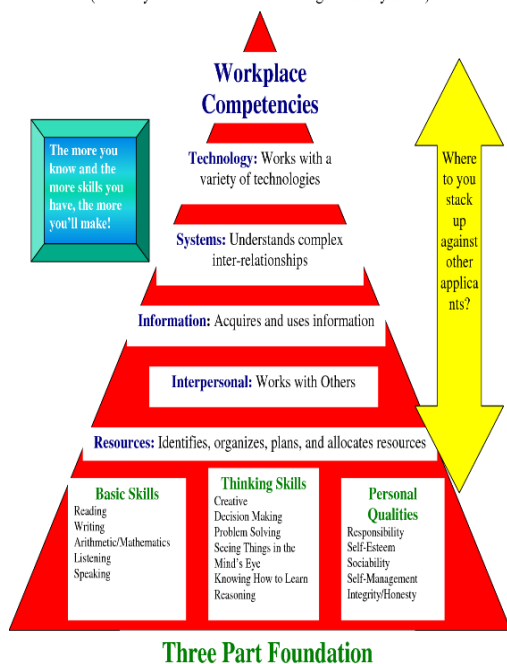 Workplace
Competencies
The more you
know and the
more skills you
have, the more
you'll make!
Technology: Works with a
variety of technologies
Where
to you
stack
up
against
other
applica
nts?
Systems: Understands complex
inter-relationships
Information: Acquires and uses information
Interpersonal: Works with Others
Resources: Identifies, organizes, plans, and allocates resources
Basic Skills
Reading
Writing
Arithmetic/Mathematics
Listening
Speaking
Thinking Skills
Creative
Decision Making
Problem Solving
Seeing Things in the
Mind's Eye
Knowing How to Learn
Reasoning
Personal
Qualities
Responsibility
Self-Esteem
Sociability
Self-Management
Integrity/Honesty
Three Part Foundation